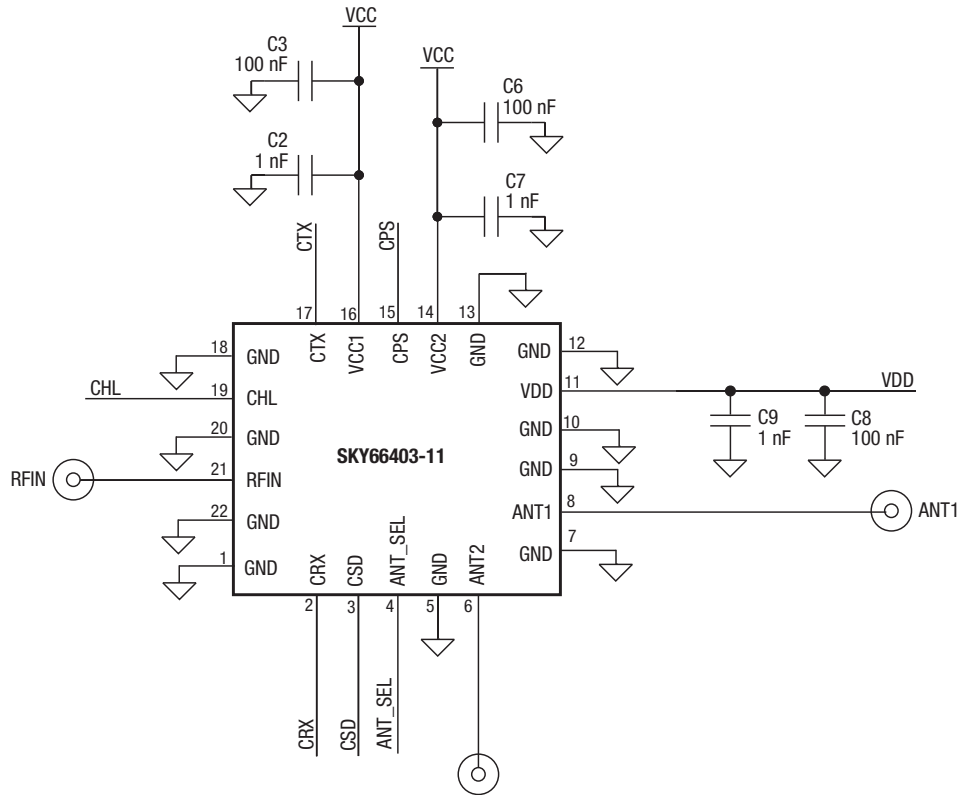 VCC
C3
100 nF
VCC
C6
100 nF
C2
1 nF
C7
1 nF
CTX
CPS
17
16
15
14
13
CTX
VCC1
CPS
VCC2
GND
18
GND
GND
12
CHL
19
CHL
VDD
11
VDD
20
GND
GND
10
C9
1 nF
C8
100 nF
SKY66403-11
GND
9
RFIN
21
RFIN
ANT1
8
ANT1
22
GND
GND
7
1
GND
CRX
CSD
ANT_SEL
GND
ANT2
2
3
4
5
6
CRX
CSD
ANT_SEL